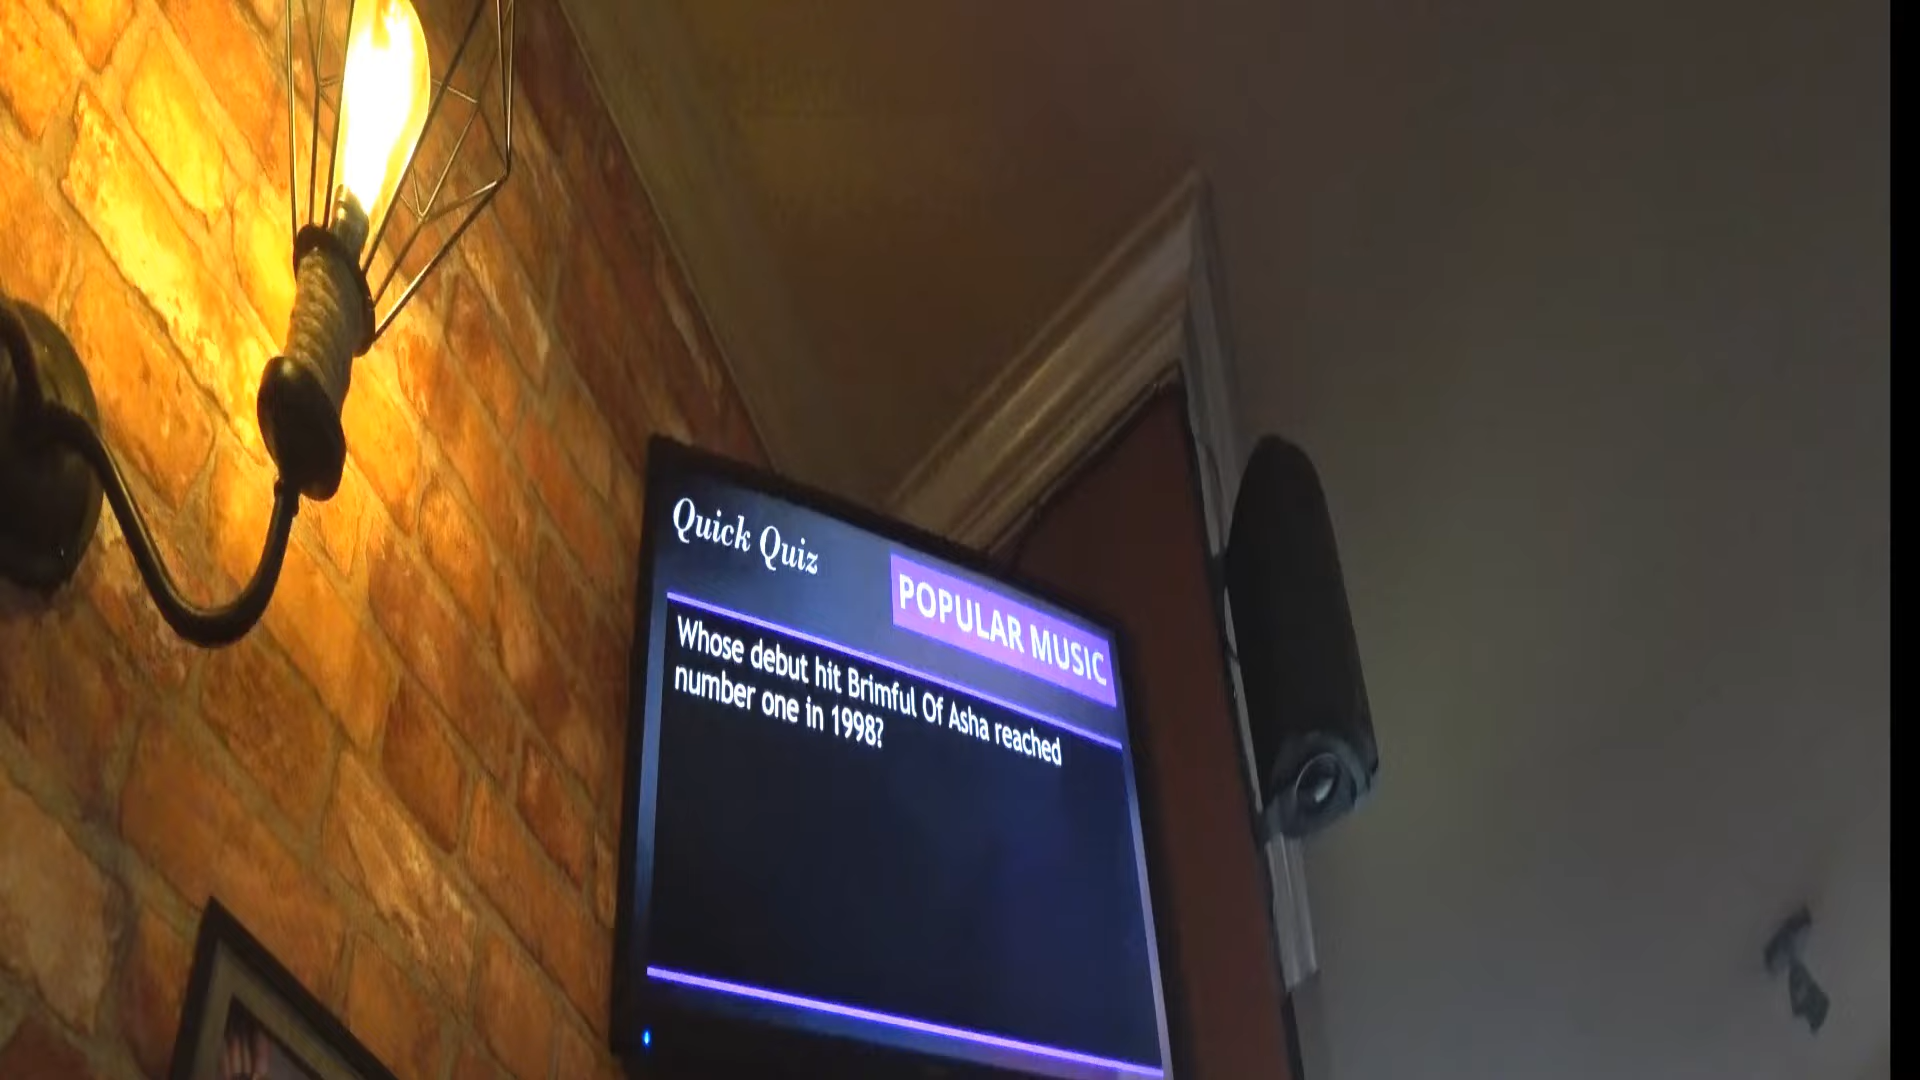 Quick Quiz
POPULAR MUSIC
Whose debut hit Brimful Of Asha reached
number one in 1998?